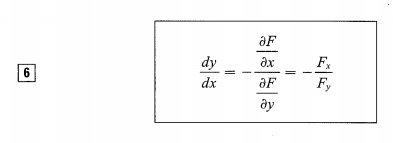 6
dy/dx = - (∂F/∂x)/(∂F/∂y) = - F_x/F_y